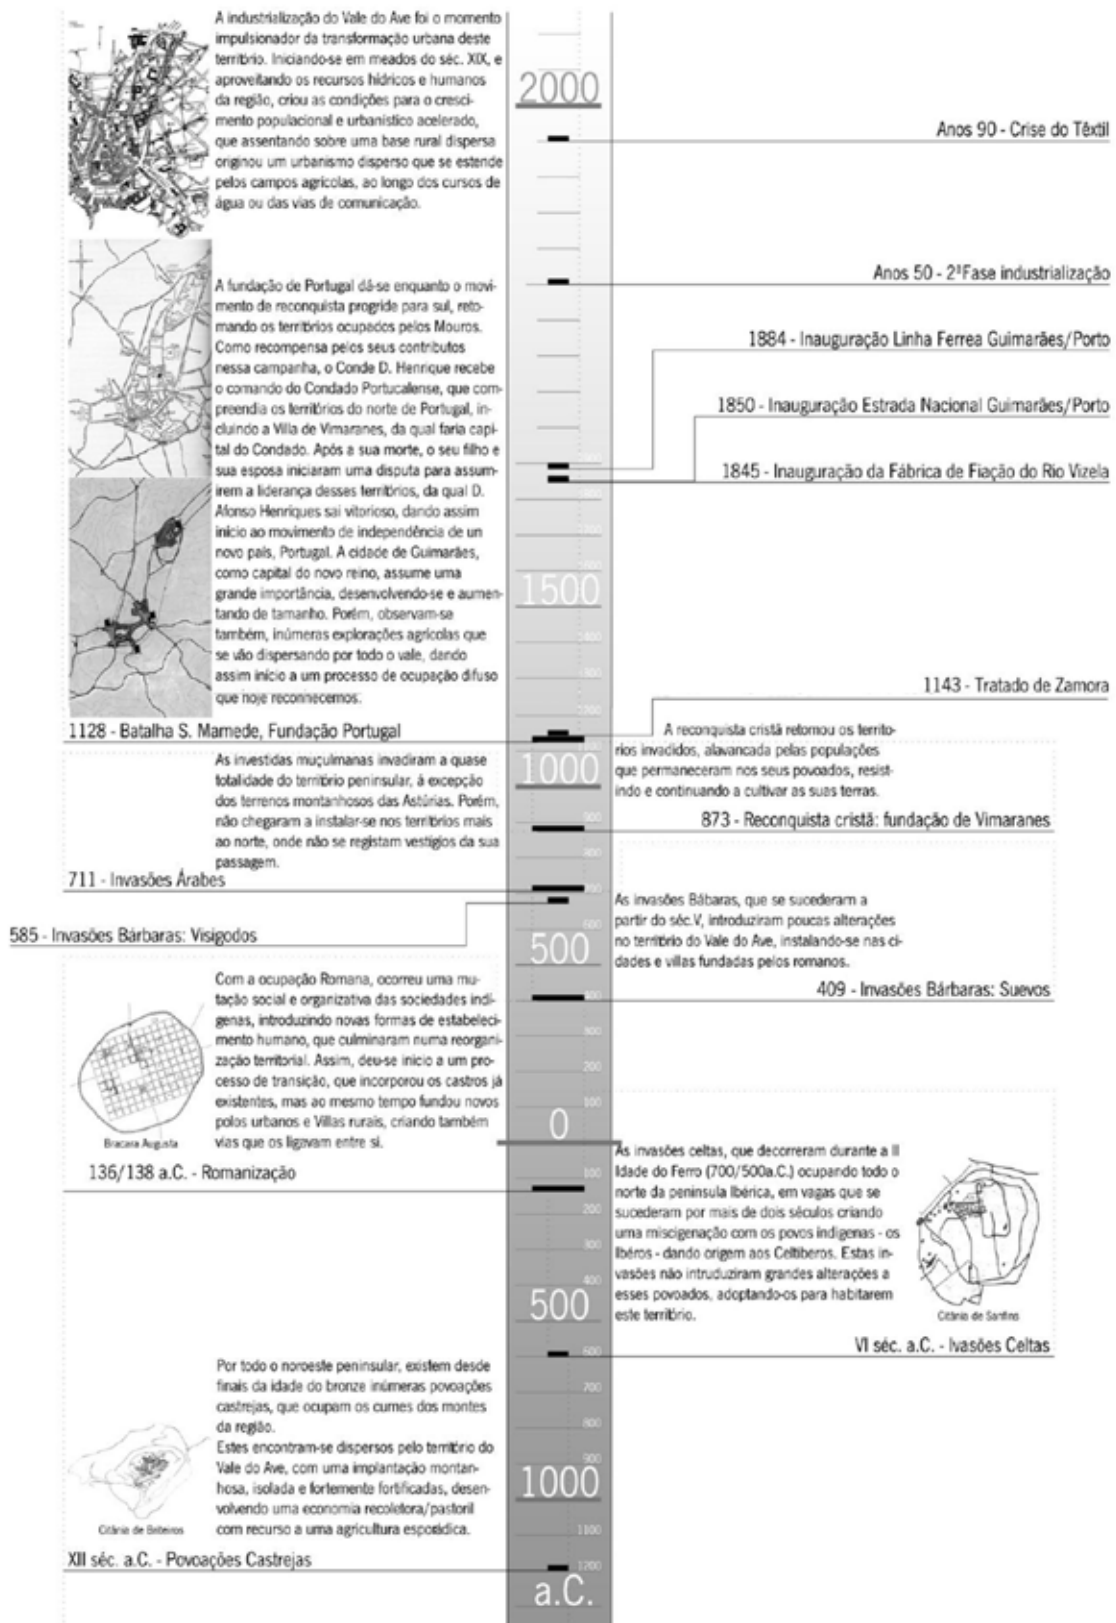 A industrialização do Vale do Ave foi o momento
impulsionador da transformação urbana deste
território. Iniciando-se em meados do séc. XIX, e
aproveitando os recursos hídricos e humanos
da região, criou as condições para o cresci-
mento populacional e urbanístico acelerado,
que assentando sobre uma base rural dispersa
originou um urbanismo disperso que se estende
pelos campos agrícolas, ao longo dos cursos de
água ou das vias de comunicação.
2000
Anos 90 - Crise do Têxtil
Anos 50 - 2ªFase industrialização
1884 - Inauguração Linha Ferrea Guimarães/Porto
1850 - Inauguração Estrada Nacional Guimarães/Porto
1845 - Inauguração da Fábrica de Fiação do Rio Vizela
A fundação de Portugal dá-se enquanto o movi-
mento de reconquista progride para sul, reto-
mando os territórios ocupados pelos Mouros.
Como recompensa pelos seus contributos
nessa campanha, o Conde D. Henrique recebe
o comando do Condado Portucalense, que com-
preendia os territórios do norte de Portugal, in-
cluindo a Vila de Vimaranes, da qual faria capi-
tal do Condado. Após a sua morte, o seu filho e
sua esposa iniciaram uma disputa para assum-
irem a liderança desses territórios, da qual D.
Afonso Henriques sai vitorioso, dando assim
início ao movimento de independência de un
novo país, Portugal. A cidade de Guimarães,
como capital do novo reino, assume uma
grande importância, desenvolvendo-se e aumen-
tando de tamanho. Porém, observam-se
também, inúmeras explorações agrícolas que
se vão dispersando por todo o vale, dando
assim início a um processo de ocupação difuso
que hoje reconhecemos.
1500
1143 - Tratado de Zamora
1128 - Batalha S. Mamede, Fundação Portugal
A reconquista cristã retomou os territo-
rios invadidos, alavancada pelas populações
que permaneceram nos seus povoados, resist-
indo e continuando a cultivar as suas terras.
1000
As investidas muçulmanas invadiram a quase
totalidade do território peninsular, á excepção
dos terrenos montanhosos das Astúrias. Porém,
não chegaram a instalar-se nos territórios mais
ao norte, onde não se registam vestígios da sua
passagem.
900
873 - Reconquista cristã: fundação de Vimaranes
800
711 - Invasões Árabes
700
As invasões Bábaras, que se sucederam a
partir do séc.V, introduziram poucas alterações
no território do Vale do Ave, instalando-se nas ci-
dades e villas fundadas pelos romanos.
600
585 - Invasões Bárbaras: Visigodos
500
409 - Invasões Bárbaras: Suevos
400
Com a ocupação Romana, ocorreu uma mu-
tação social e organizativa das sociedades indí-
genas, introduzindo novas formas de estabeleci-
mento humano, que culminaram numa reorgani-
zação territorial. Assim, deu-se início a um pro-
cesso de transição, que incorporou os castros já
existentes, mas ao mesmo tempo fundou novos
polos urbanos e Villas rurais, criando também
vias que os ligavam entre si.
Bracara Augusta
300
200
100
0
136/138 a.C. - Romanização
100
200
300
400
500
As invasões celtas, que decorreram durante a II
Idade do Ferro (700/500a.C.) ocupando todo o
norte da peninsula Ibérica, em vagas que se
sucederam por mais de dois séculos criando
uma miscigenação com os povos indigenas - os
Ibéros - dando origem aos Celtiberos. Estas in-
vasões não intruduziram grandes alterações a
esses povoados, adoptando-os para habitarem
este território.
Citânia de Sanfins
VI séc. a.C. - Ivasões Celtas
600
700
800
900
1000
Por todo o noroeste peninsular, existem desde
finais da idade do bronze inúmeras povoações
castrejas, que ocupam os cumes dos montes
da região.
Estes encontram-se dispersos pelo território do
Vale do Ave, com uma implantação montan-
hosa, isolada e fortemente fortificadas, desen-
volvendo uma economia recoletora/pastoril
com recurso a uma agricultura esporádica.
Citânia de Briteiros
1100
XII séc. a.C. - Povoações Castrejas
1200
a.C.